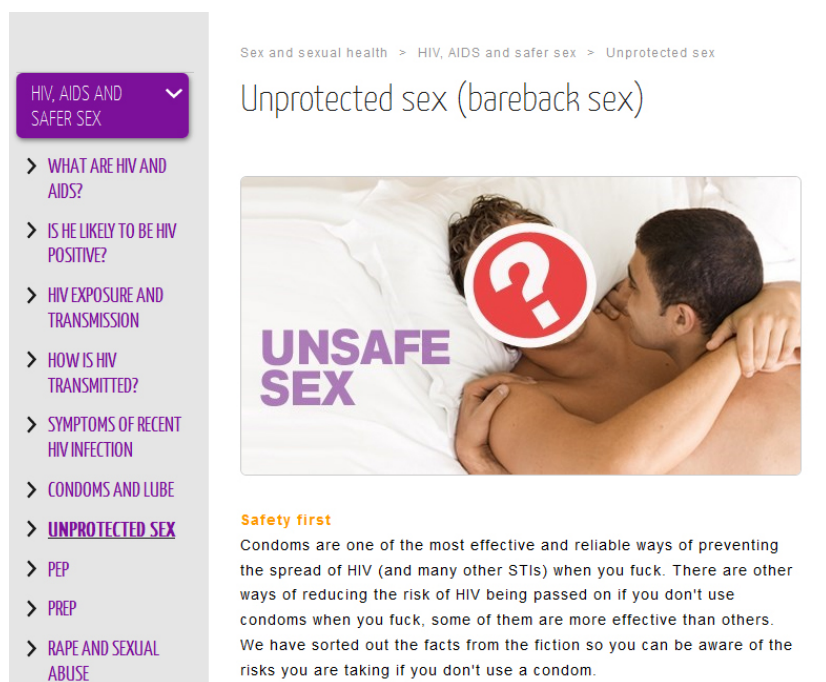 Sex and sexual health > HIV, AIDS and safer sex > Unprotected sex
Unprotected sex (bareback sex)
HIV, AIDS AND
SAFER SEX
WHAT ARE HIV AND
AIDS?
IS HE LIKELY TO BE HIV
POSITIVE?
HIV EXPOSURE AND
TRANSMISSION
HOW IS HIV
TRANSMITTED?
SYMPTOMS OF RECENT
HIV INFECTION
CONDOMS AND LUBE
UNPROTECTED SEX
PEP
PREP
RAPE AND SEXUAL
ABUSE
?
UNSAFE
SEX
Safety first
Condoms are one of the most effective and reliable ways of preventing
the spread of HIV (and many other STIs) when you fuck. There are other
ways of reducing the risk of HIV being passed on if you don't use
condoms when you fuck, some of them are more effective than others.
We have sorted out the facts from the fiction so you can be aware of the
risks you are taking if you don't use a condom.